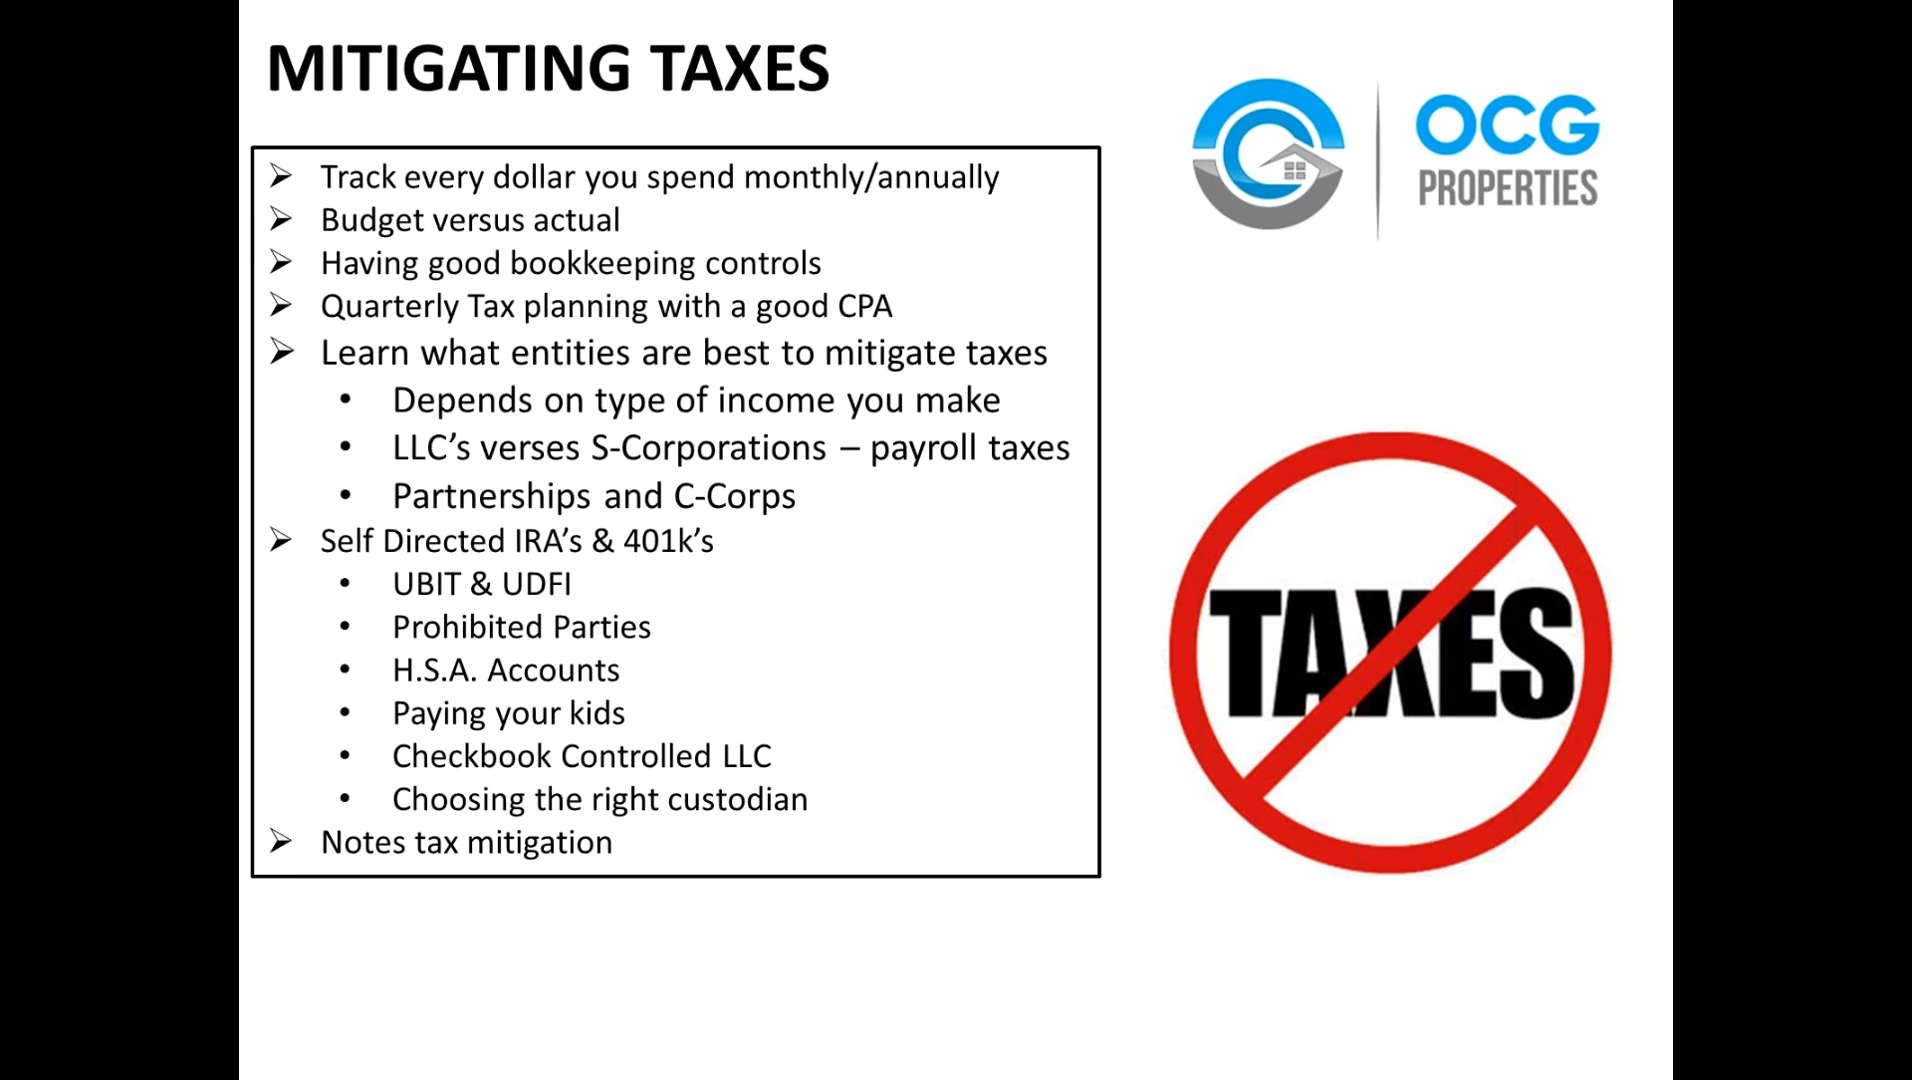 MITIGATING TAXES
OCG
PROPERTIES
➢ Track every dollar you spend monthly/annually
➢ Budget versus actual
➢ Having good bookkeeping controls
➢ Quarterly Tax planning with a good CPA
➢ Learn what entities are best to mitigate taxes
• Depends on type of income you make
• LLC’s verses S-Corporations – payroll taxes
• Partnerships and C-Corps
➢ Self Directed IRA’s & 401k’s
• UBIT & UDFI
• Prohibited Parties
• H.S.A. Accounts
• Paying your kids
• Checkbook Controlled LLC
• Choosing the right custodian
➢ Notes tax mitigation
TAXES